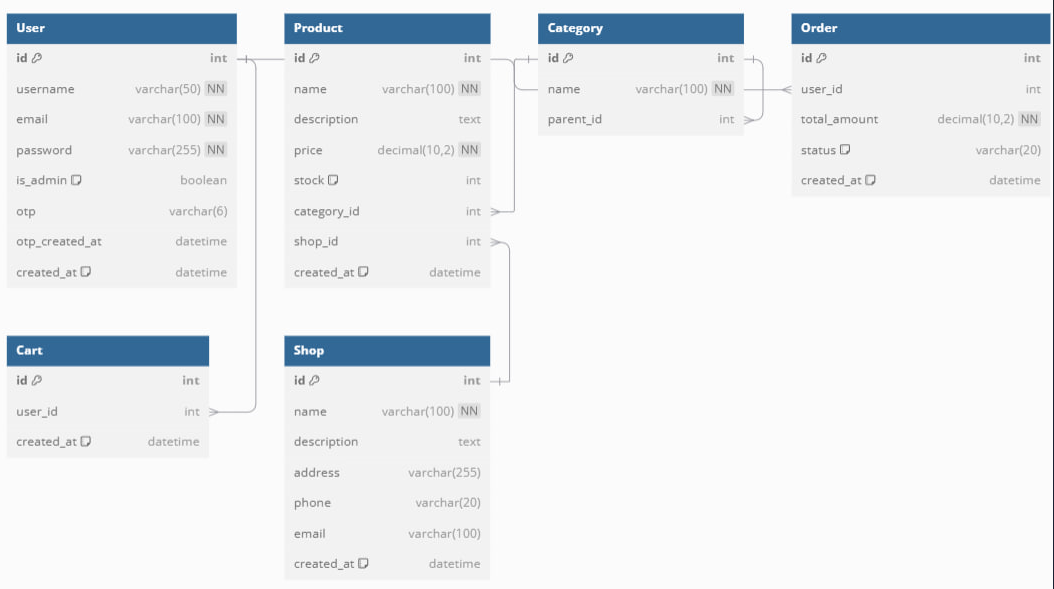 User
id int
username varchar(50) NN
email varchar(100) NN
password varchar(255) NN
is_admin boolean
otp varchar(6)
otp_created_at datetime
created_at datetime
Product
id int
name varchar(100) NN
description text
price decimal(10,2) NN
stock int
category_id int
shop_id int
created_at datetime
Category
id int
name varchar(100) NN
parent_id int
Order
id int
user_id int
total_amount decimal(10,2) NN
status varchar(20)
created_at datetime
Cart
id int
user_id int
created_at datetime
Shop
id int
name varchar(100) NN
description text
address varchar(255)
phone varchar(20)
email varchar(100)
created_at datetime